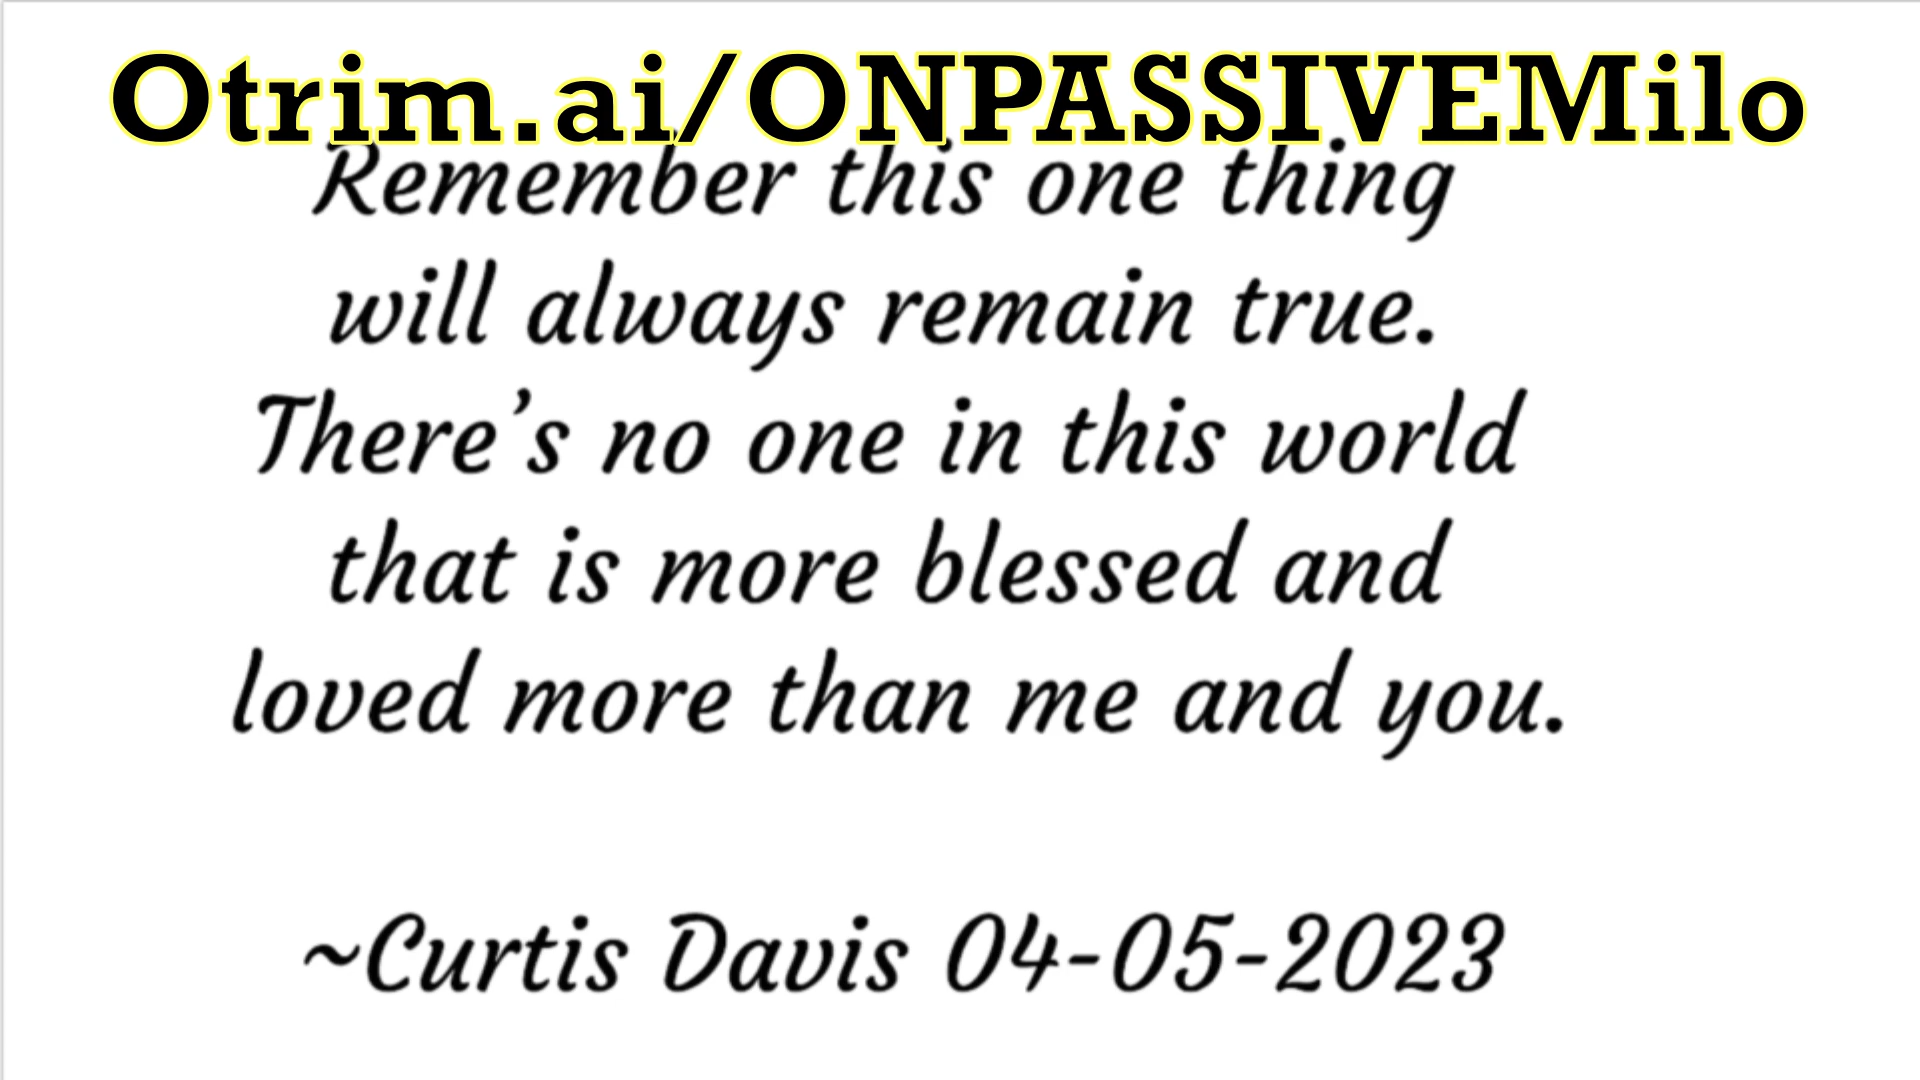 Otrim.ai/ONPASSIVEMilo
Remember this one thing
will always remain true.
There’s no one in this world
that is more blessed and
loved more than me and you.
~Curtis Davis 04-05-2023